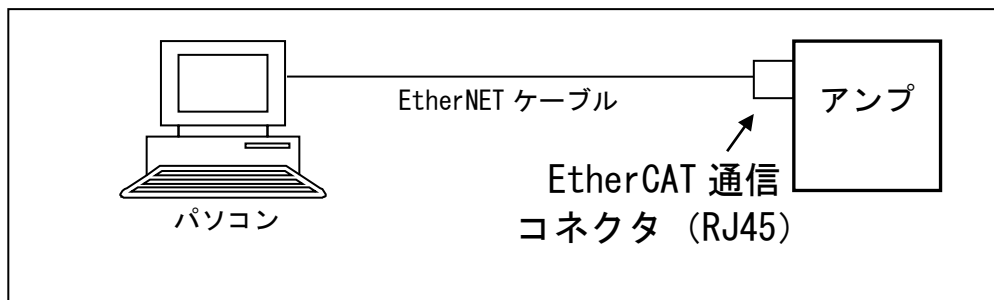 EtherNET ケーブル
アンプ
EtherCAT 通信
コネクタ（RJ45）
パソコン